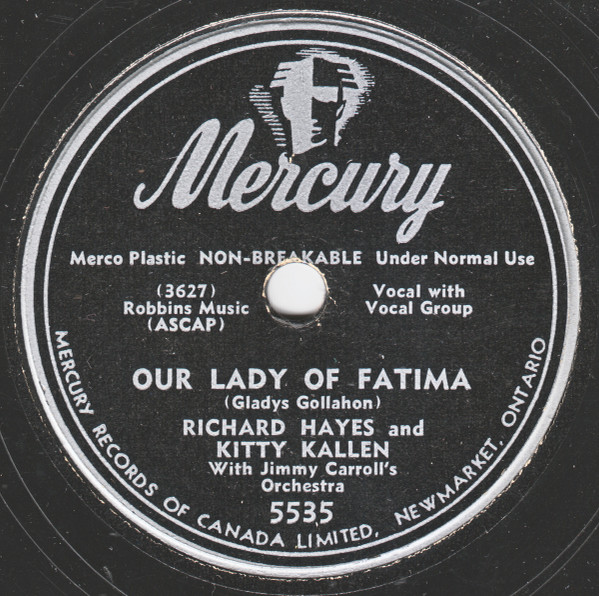 Mercury
Merco Plastic NON-BREAKABLE Under Normal Use
(3627)
Robbins Music
(ASCAP)
Vocal with
Vocal Group
OUR LADY OF FATIMA
(Gladys Gollahon)
RICHARD HAYES and
KITTY KALLEN
With Jimmy Carroll's
Orchestra
5535
MERCURY RECORDS OF CANADA LIMITED, NEWMARKET, ONTARIO